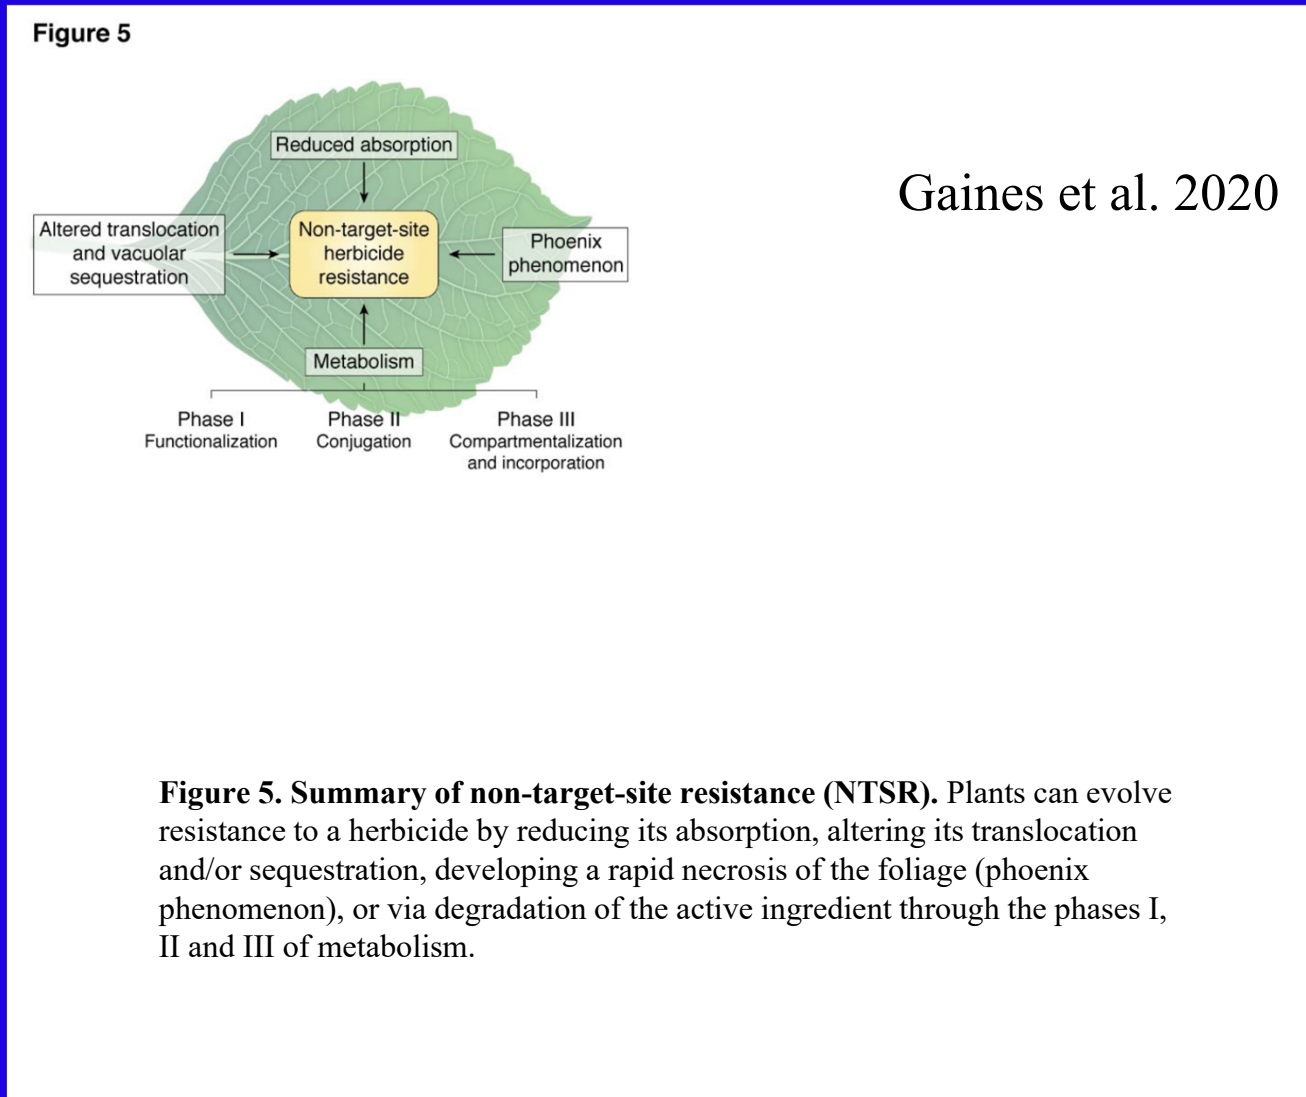 Figure 5
Gaines et al. 2020
Reduced absorption
Altered translocation
and vacuolar
sequestration
Non-target-site
herbicide
resistance
Phoenix
phenomenon
Metabolism
Phase I
Functionalization
Phase II
Conjugation
Phase III
Compartmentalization
and incorporation
Figure 5. Summary of non-target-site resistance (NTSR). Plants can evolve
resistance to a herbicide by reducing its absorption, altering its translocation
and/or sequestration, developing a rapid necrosis of the foliage (phoenix
phenomenon), or via degradation of the active ingredient through the phases I,
II and III of metabolism.